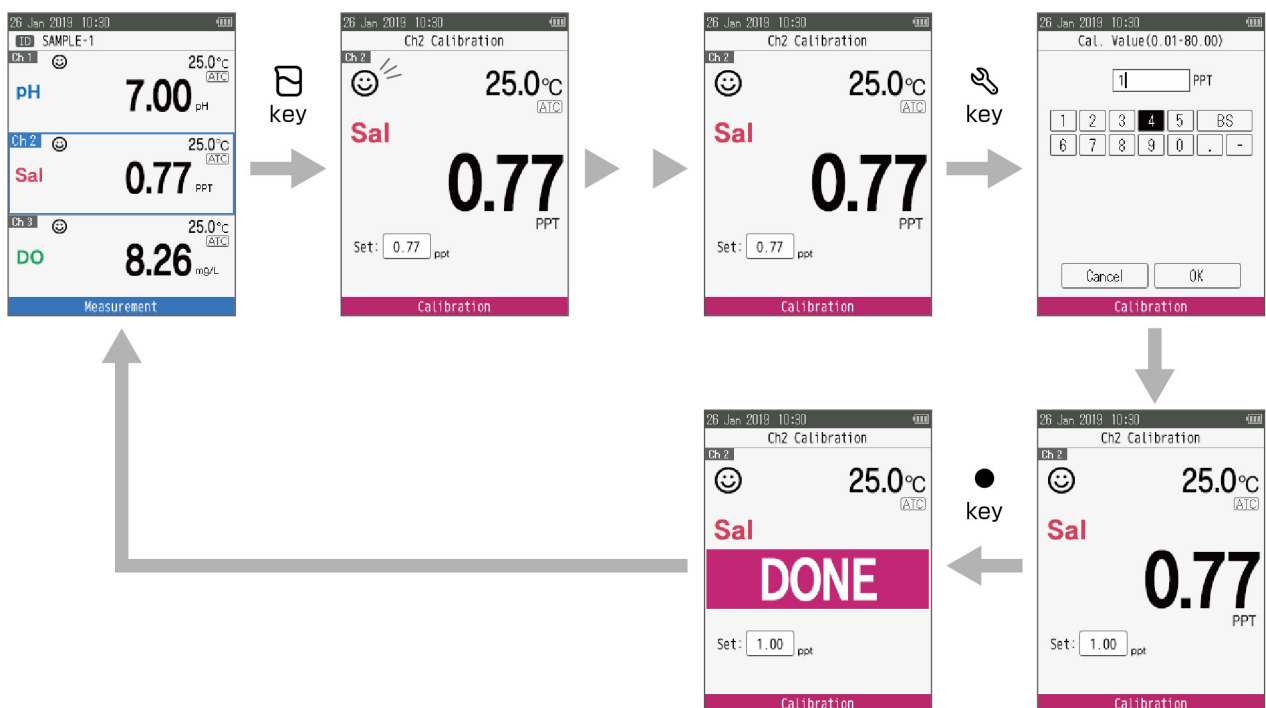 26 Jan 2019 10:30
ID SAMPLE-1
Ch 1
25.0°C
ATC
pH
7.00 pH
Ch 2
25.0°C
ATC
Sal
0.77 PPT
Ch 3
25.0°C
ATC
DO
8.26 mg/L
Measurement
key
26 Jan 2019 10:30
Ch2 Calibration
Ch 2
25.0°C
ATC
Sal
0.77
PPT
Set: 0.77 ppt
Calibration
26 Jan 2019 10:30
Ch2 Calibration
Ch 2
25.0°C
ATC
Sal
0.77
PPT
Set: 0.77 ppt
Calibration
key
26 Jan 2019 10:30
Cal. Value(0.01-80.00)
1 PPT
1 2 3 4 5 BS
6 7 8 9 0 . -
Cancel OK
Calibration
26 Jan 2019 10:30
Ch2 Calibration
Ch 2
25.0°C
ATC
Sal
0.77
PPT
Set: 1.00 ppt
Calibration
key
26 Jan 2019 10:30
Ch2 Calibration
Ch 2
25.0°C
ATC
Sal
DONE
Set: 1.00 ppt
Calibration